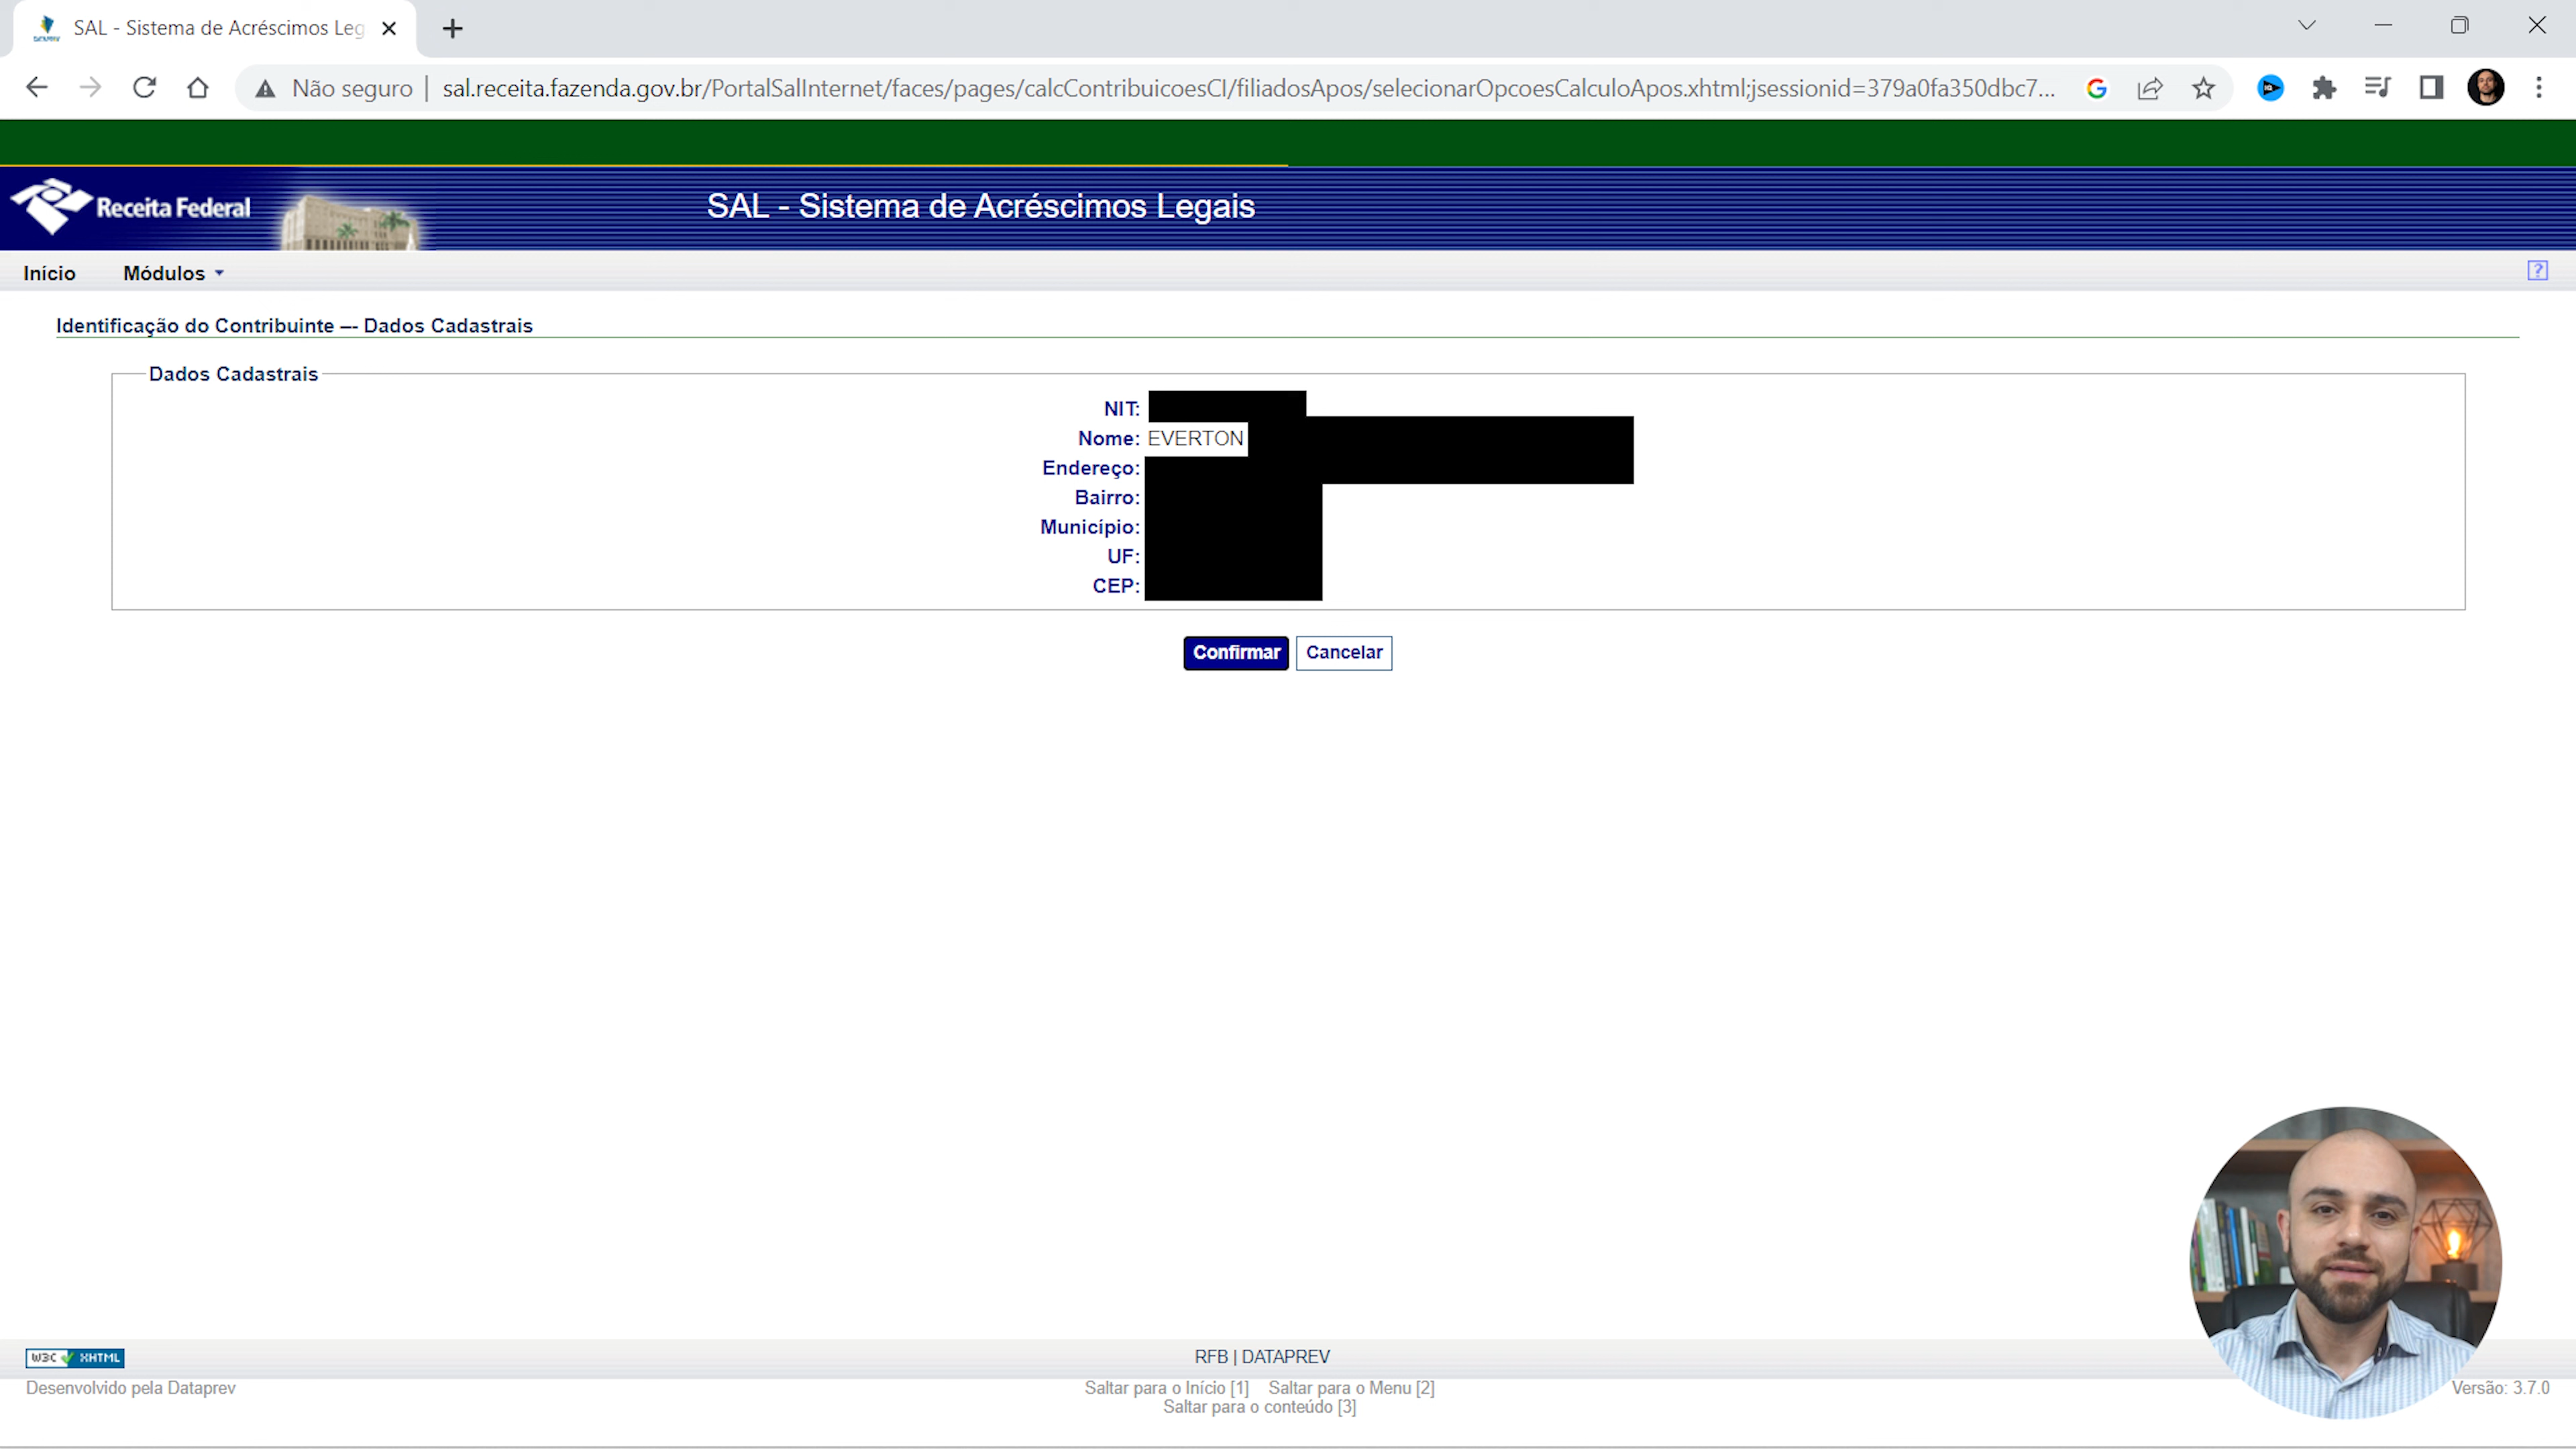 SAL - Sistema de Acréscimos Leg
Não seguro | sal.receita.fazenda.gov.br/PortalSalInternet/faces/pages/calcContribuicoesCI/filiadosApos/selecionarOpcoesCalculoApos.xhtml;jsessionid=379a0fa350dbc7...
Receita Federal
SAL - Sistema de Acréscimos Legais
Início Módulos
?
Identificação do Contribuinte –- Dados Cadastrais
Dados Cadastrais
NIT:
Nome: EVERTON
Endereço:
Bairro:
Município:
UF:
CEP:
Confirmar Cancelar
W3C XHTML
RFB | DATAPREV
Desenvolvido pela Dataprev
Saltar para o Início [1] Saltar para o Menu [2]
Versão: 3.7.0
Saltar para o conteúdo [3]